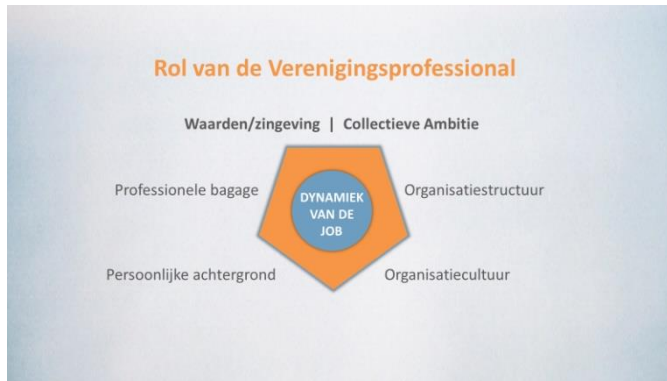 Rol van de Verenigingsprofessional
Waarden/zingeving | Collectieve Ambitie
Professionele bagage
Organisatiestructuur
DYNAMIEK
VAN DE
JOB
Persoonlijke achtergrond
Organisatiecultuur